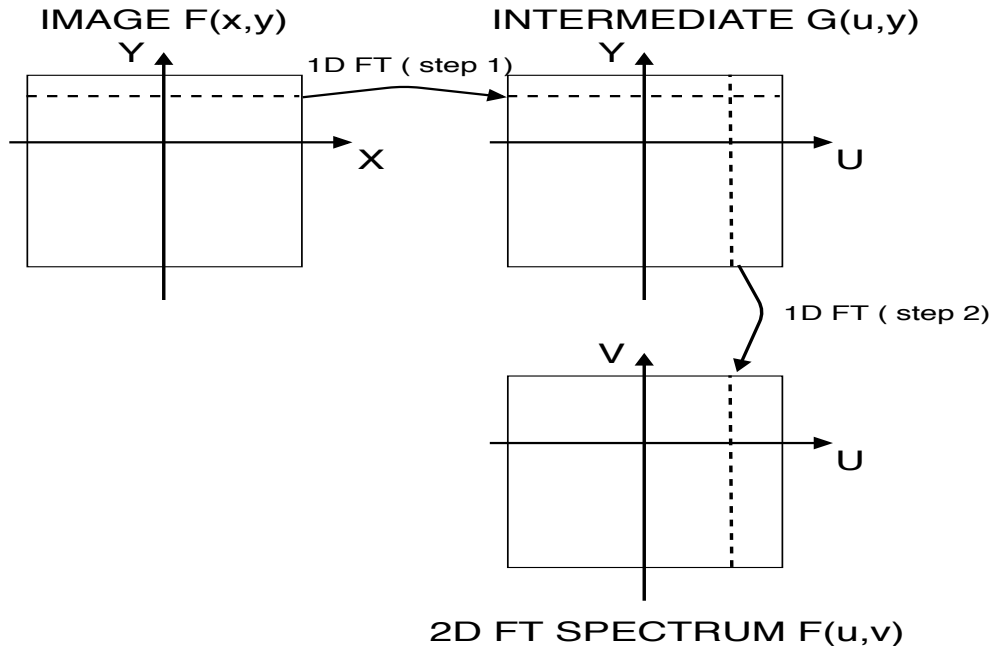 IMAGE F(x,y)
INTERMEDIATE G(u,y)
Y
1D FT ( step 1)
Y
X
U
1D FT ( step 2)
V
U
2D FT SPECTRUM F(u,v)